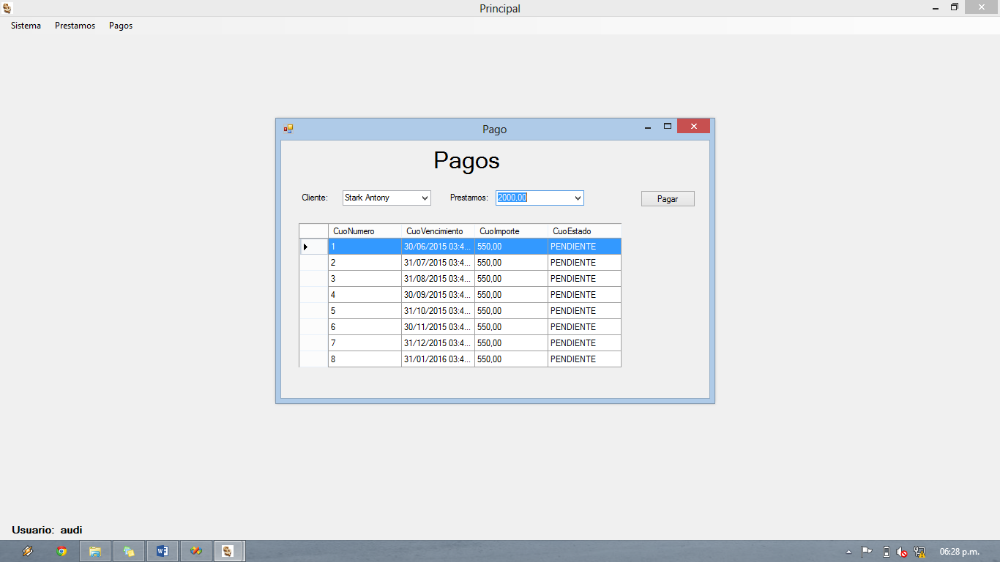 Principal
Sistema Prestamos Pagos
Pago
Pagos
Cliente: Stark Antony Prestamos: 2000,00 Pagar
CuoNumero CuoVencimiento CuoImporte CuoEstado
1 30/06/2015 03:4... 550,00 PENDIENTE
2 31/07/2015 03:4... 550,00 PENDIENTE
3 31/08/2015 03:4... 550,00 PENDIENTE
4 30/09/2015 03:4... 550,00 PENDIENTE
5 31/10/2015 03:4... 550,00 PENDIENTE
6 30/11/2015 03:4... 550,00 PENDIENTE
7 31/12/2015 03:4... 550,00 PENDIENTE
8 31/01/2016 03:4... 550,00 PENDIENTE
Usuario: audi
06:28 p.m.